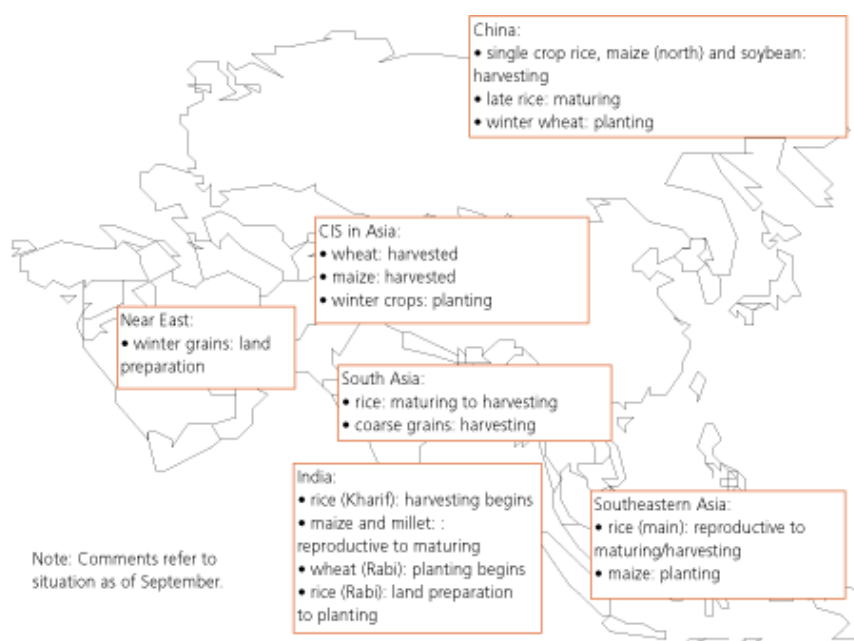 China:
• single crop rice, maize (north) and soybean:
harvesting
• late rice: maturing
• winter wheat: planting
CIS in Asia:
• wheat: harvested
• maize: harvested
• winter crops: planting
Near East:
• winter grains: land
preparation
South Asia:
• rice: maturing to harvesting
• coarse grains: harvesting
India:
• rice (Kharif): harvesting begins
• maize and millet: :
reproductive to maturing
• wheat (Rabi): planting begins
• rice (Rabi): land preparation
to planting
Southeastern Asia:
• rice (main): reproductive to
maturing/harvesting
• maize: planting
Note: Comments refer to
situation as of September.